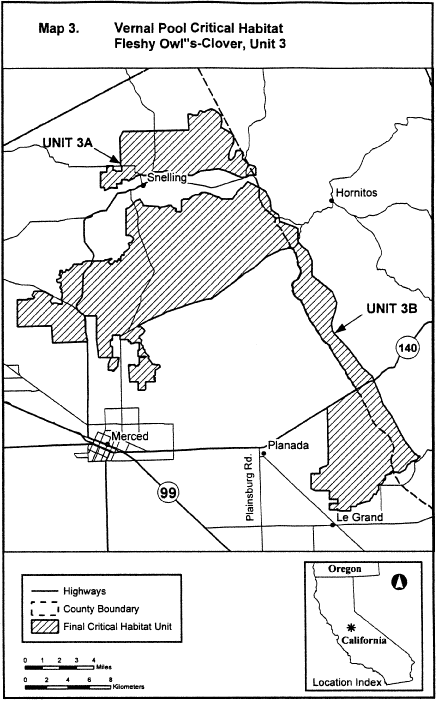 Map 3. Vernal Pool Critical Habitat
Fleshy Owl"s-Clover, Unit 3
UNIT 3A
Snelling
Hornitos
UNIT 3B
140
Merced
Planada
99
Plainsburg Rd.
Le Grand
Highways
County Boundary
Final Critical Habitat Unit
0 1 2 3 4
Miles
0 2 4 6 8
Kilometers
Oregon
California
Location Index